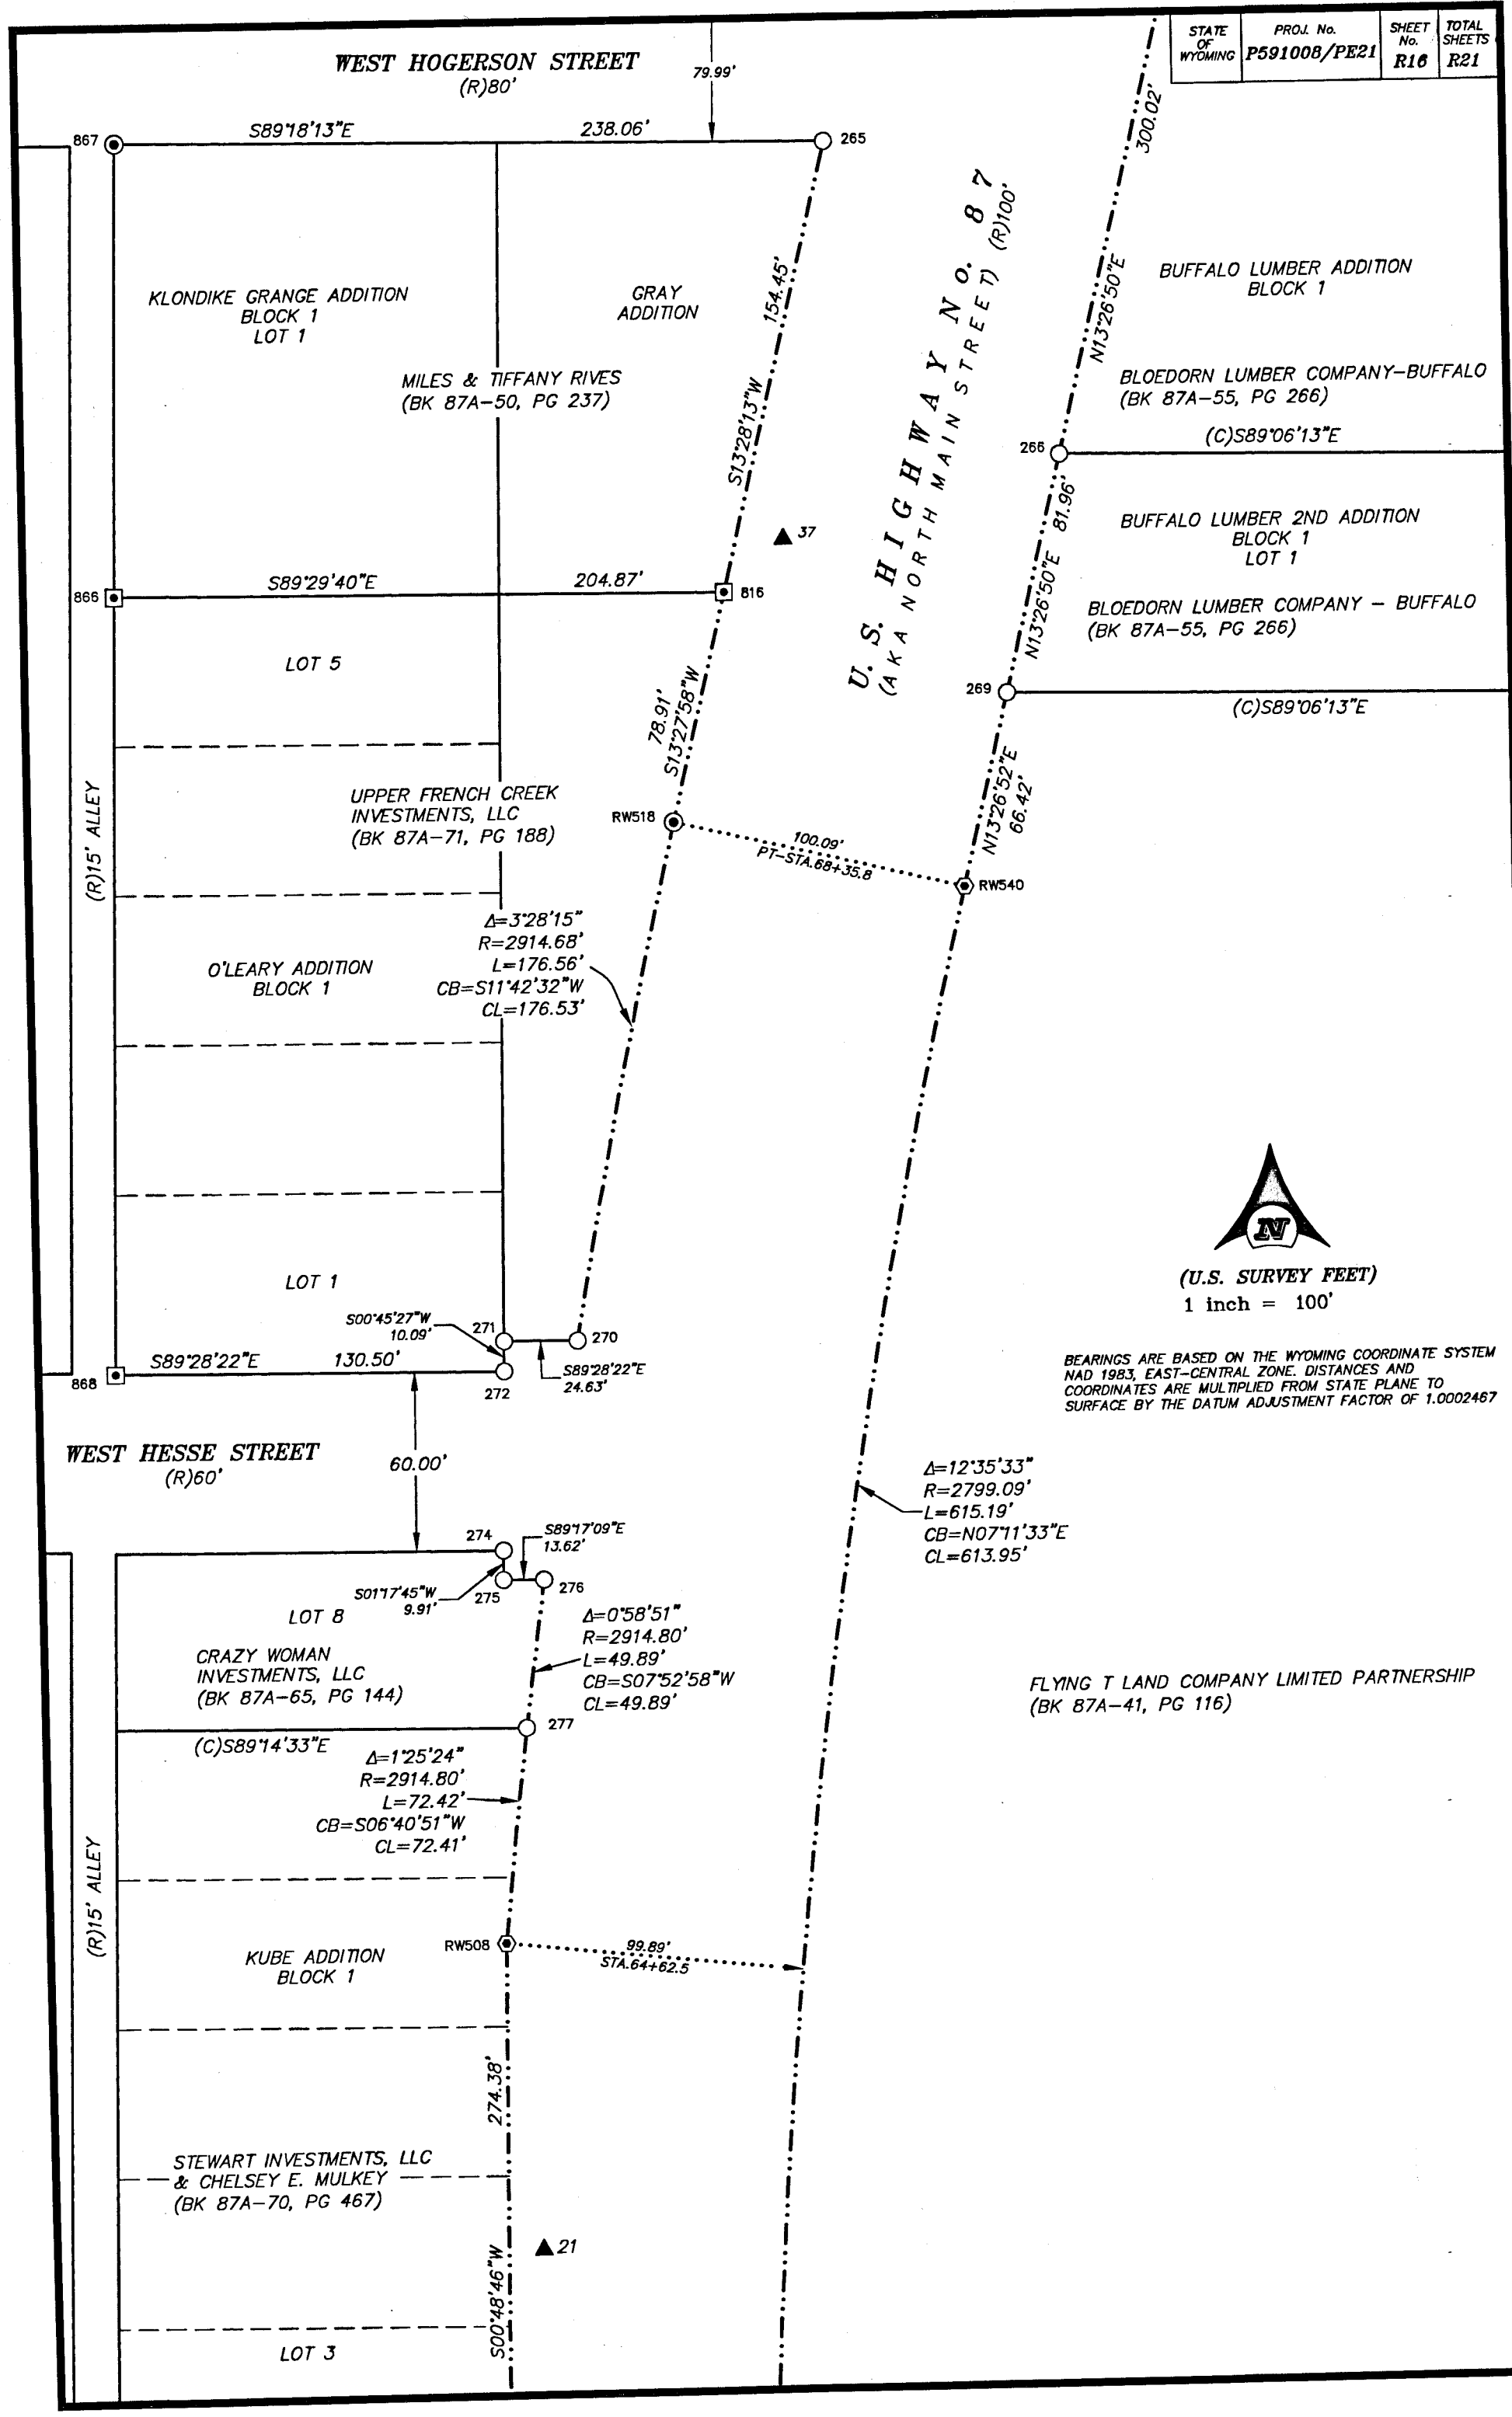 STATE
OF
WYOMING
PROJ. No.
P591008/PE21
SHEET
No.
R16
TOTAL
SHEETS
R21
WEST HOGERSON STREET
(R)80'
79.99'
300.02'
867
S89°18'13"E
238.06'
265
KLONDIKE GRANGE ADDITION
BLOCK 1
LOT 1
GRAY
ADDITION
154.45'
S13°28'13"W
MILES & TIFFANY RIVES
(BK 87A-50, PG 237)
U. S. HIGHWAY No. 87
(AKA NORTH MAIN STREET) (R)100'
N13°26'50"E
BUFFALO LUMBER ADDITION
BLOCK 1
BLOEDORN LUMBER COMPANY-BUFFALO
(BK 87A-55, PG 266)
(C)S89°06'13"E
266
81.96'
N13°26'50"E
BUFFALO LUMBER 2ND ADDITION
BLOCK 1
LOT 1
BLOEDORN LUMBER COMPANY - BUFFALO
(BK 87A-55, PG 266)
37
866
S89°29'40"E
204.87'
816
LOT 5
269
(C)S89°06'13"E
78.91'
S13°27'58"W
N13°26'52"E
66.42'
(R)15' ALLEY
UPPER FRENCH CREEK
INVESTMENTS, LLC
(BK 87A-71, PG 188)
RW518
100.09'
PT-STA.68+35.8
RW540
Δ=3°28'15"
R=2914.68'
L=176.56'
CB=S11°42'32"W
CL=176.53'
O'LEARY ADDITION
BLOCK 1
N
(U.S. SURVEY FEET)
1 inch = 100'
LOT 1
S00°45'27"W
10.09'
271
270
S89°28'22"E
24.63'
868
S89°28'22"E
130.50'
272
BEARINGS ARE BASED ON THE WYOMING COORDINATE SYSTEM
NAD 1983, EAST-CENTRAL ZONE. DISTANCES AND
COORDINATES ARE MULTIPLIED FROM STATE PLANE TO
SURFACE BY THE DATUM ADJUSTMENT FACTOR OF 1.0002467
WEST HESSE STREET
(R)60'
60.00'
Δ=12°35'33"
R=2799.09'
L=615.19'
CB=N07°11'33"E
CL=613.95'
274
S89°17'09"E
13.62'
S01°17'45"W
9.91'
275
276
LOT 8
Δ=0°58'51"
R=2914.80'
L=49.89'
CB=S07°52'58"W
CL=49.89'
CRAZY WOMAN
INVESTMENTS, LLC
(BK 87A-65, PG 144)
FLYING T LAND COMPANY LIMITED PARTNERSHIP
(BK 87A-41, PG 116)
277
(C)S89°14'33"E
Δ=1°25'24"
R=2914.80'
L=72.42'
CB=S06°40'51"W
CL=72.41'
(R)15' ALLEY
RW508
99.89'
STA.64+62.5
KUBE ADDITION
BLOCK 1
274.38'
STEWART INVESTMENTS, LLC
& CHELSEY E. MULKEY
(BK 87A-70, PG 467)
S00°48'46"W
21
LOT 3